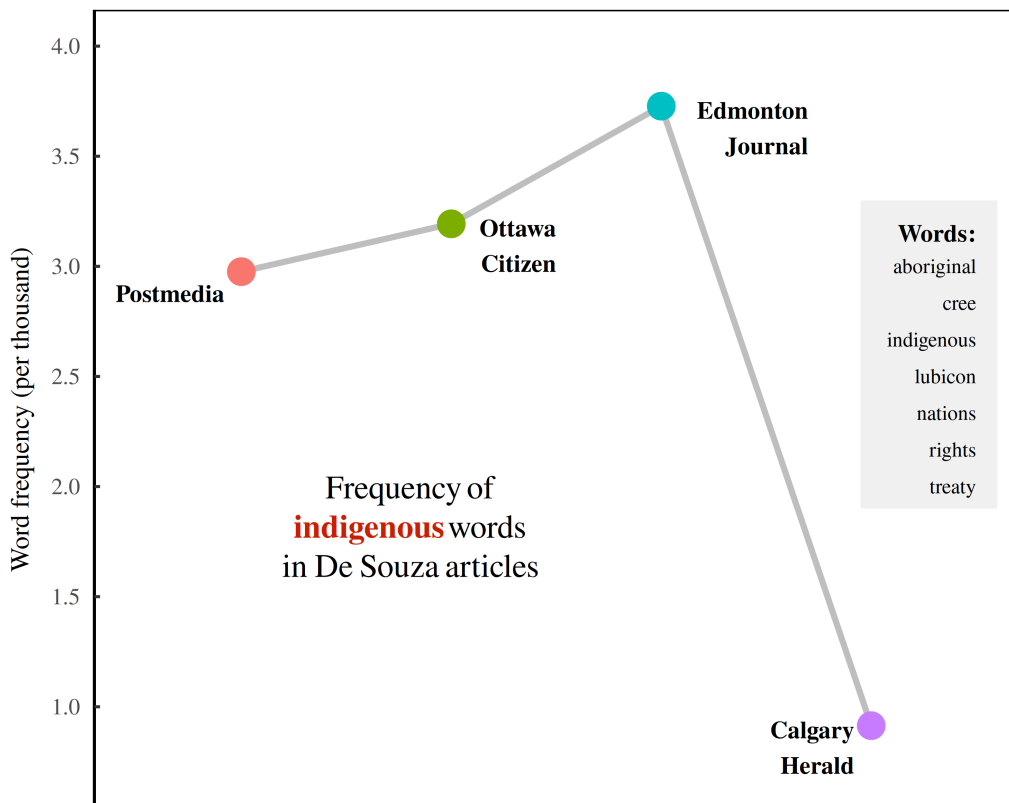 4.0
3.5
3.0
2.5
2.0
1.5
1.0
Word frequency (per thousand)
Postmedia
Ottawa
Citizen
Edmonton
Journal
Calgary
Herald
Frequency of
indigenous words
in De Souza articles
Words:
aboriginal
cree
indigenous
lubicon
nations
rights
treaty